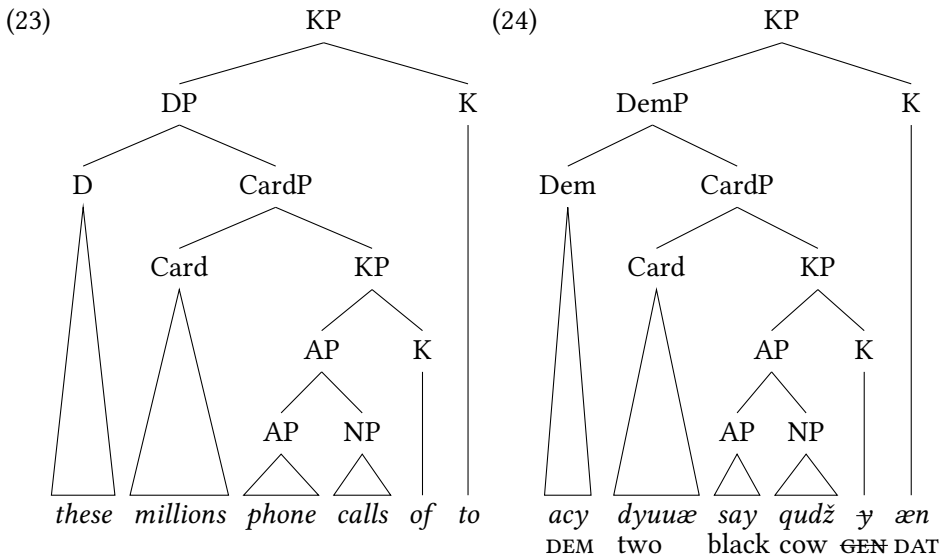 (23) KP (24) KP
DP K DemP K
D CardP Dem CardP
Card KP Card KP
AP K AP K
AP NP AP NP
these millions phone calls of to acy dyuuæ say qudž y æn
DEM two black cow GEN DAT